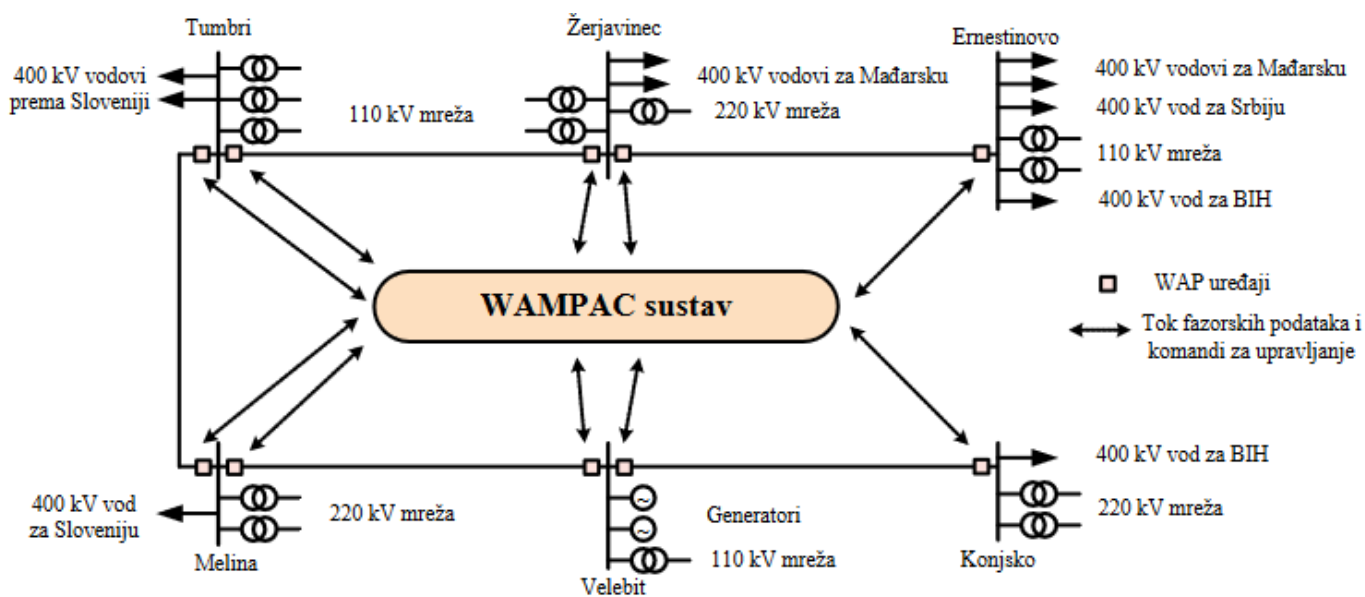 Tumbri
Žerjavinec
Ernestinovo
400 kV vodovi
prema Sloveniji
110 kV mreža
400 kV vodovi za Mađarsku
220 kV mreža
400 kV vodovi za Mađarsku
400 kV vod za Srbiju
110 kV mreža
400 kV vod za BIH
WAMPAC sustav
WAP uređaji
Tok fazorskih podataka i
komandi za upravljanje
400 kV vod
za Sloveniju
220 kV mreža
Melina
~
~
Generatori
110 kV mreža
Velebit
400 kV vod za BIH
220 kV mreža
Konjsko